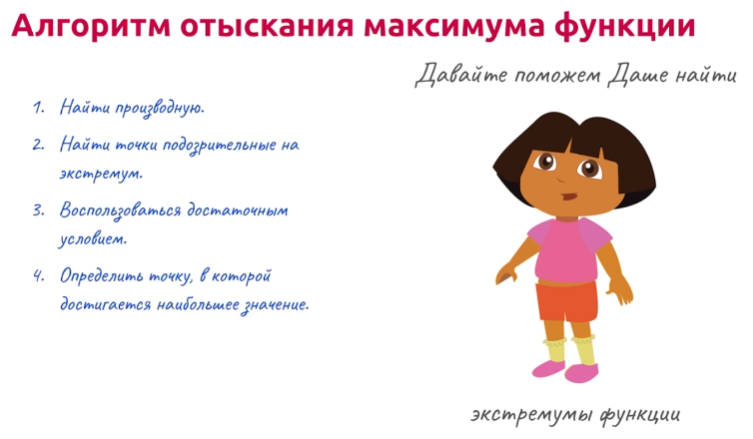 Алгоритм отыскания максимума функции
Давайте поможем Даше найти
1. Найти производную.
2. Найти точки подозрительные на
экстремум.
3. Воспользоваться достаточным
условием.
4. Определить точку, в которой
достигается наибольшее значение.
экстремумы функции